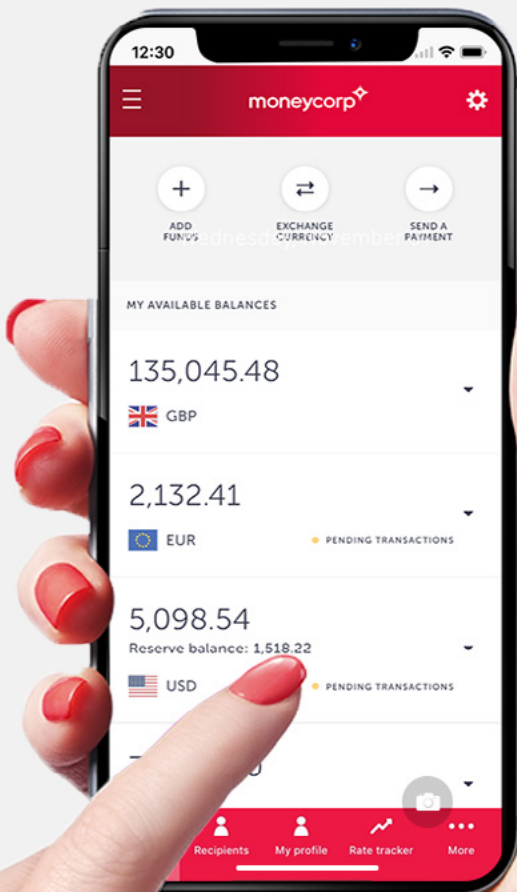 12:30
moneycorp
ADD FUNDS
EXCHANGE CURRENCY
SEND A PAYMENT
MY AVAILABLE BALANCES
135,045.48
GBP
2,132.41
EUR
PENDING TRANSACTIONS
5,098.54
Reserve balance: 1,518.22
USD
PENDING TRANSACTIONS
Recipients
My profile
Rate tracker
More